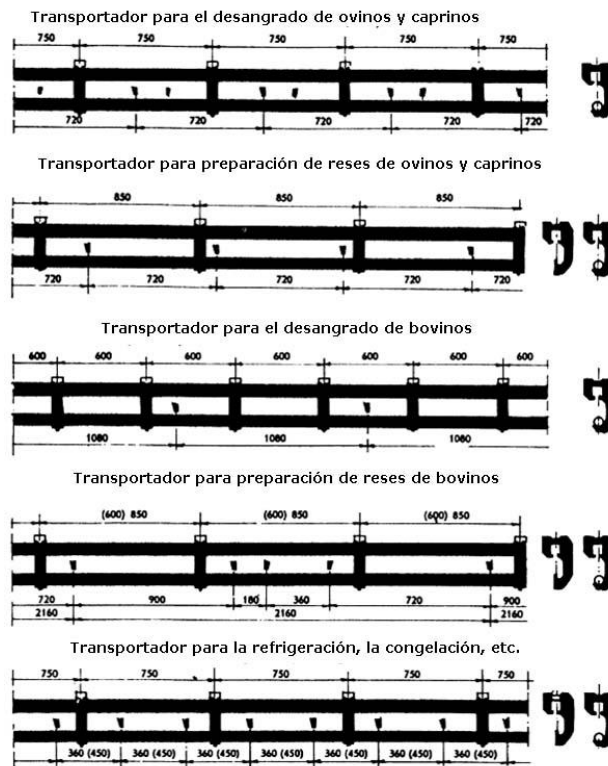 Transportador para el desangrado de ovinos y caprinos
750 750 750 750 750
720 720 720 720 720
Transportador para preparación de reses de ovinos y caprinos
850 850 850
720 720 720 720 720
Transportador para el desangrado de bovinos
600 600 600 600 600 600 600
1080 1080 1080
Transportador para preparación de reses de bovinos
(600) 850 (600) 850 (600) 850
720 900 180 360 720 900
2160 2160 2160
Transportador para la refrigeración, la congelación, etc.
750 750 750 750 750
360 (450) 360 (450) 360 (450) 360 (450) 360 (450) 360 (450) 360 (450)